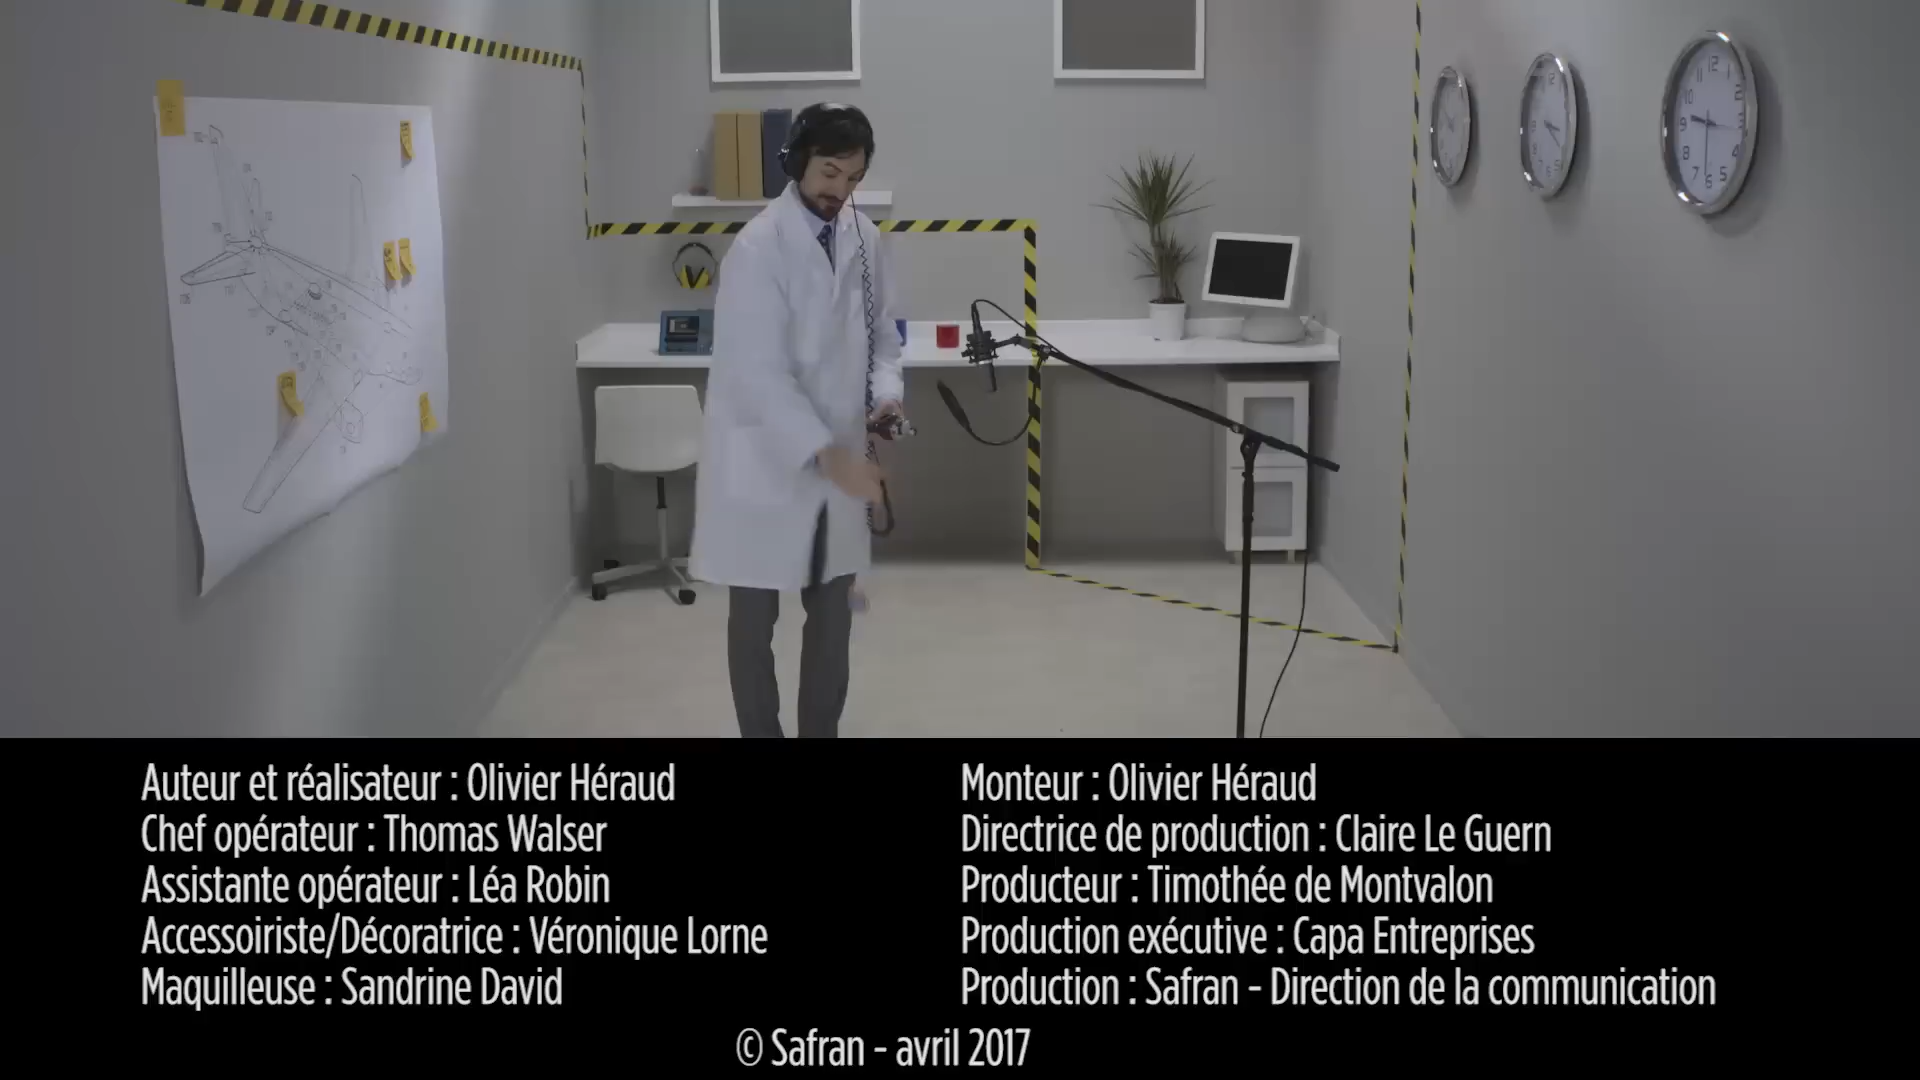 Auteur et réalisateur : Olivier Héraud
Chef opérateur : Thomas Walser
Assistante opérateur : Léa Robin
Accessoiriste/Décoratrice : Véronique Lorne
Maquilleuse : Sandrine David
Monteur : Olivier Héraud
Directrice de production : Claire Le Guern
Producteur : Timothée de Montvalon
Production exécutive : Capa Entreprises
Production : Safran - Direction de la communication
© Safran - avril 2017